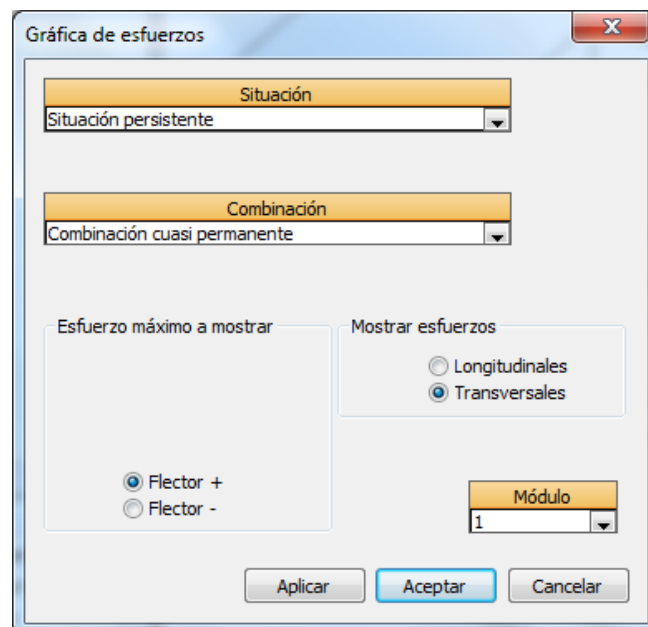 Gráfica de esfuerzos
X
Situación
Situación persistente
Combinación
Combinación cuasi permanente
Esfuerzo máximo a mostrar
Mostrar esfuerzos
Longitudinales
Transversales
Flector +
Flector -
Módulo
1
Aplicar
Aceptar
Cancelar